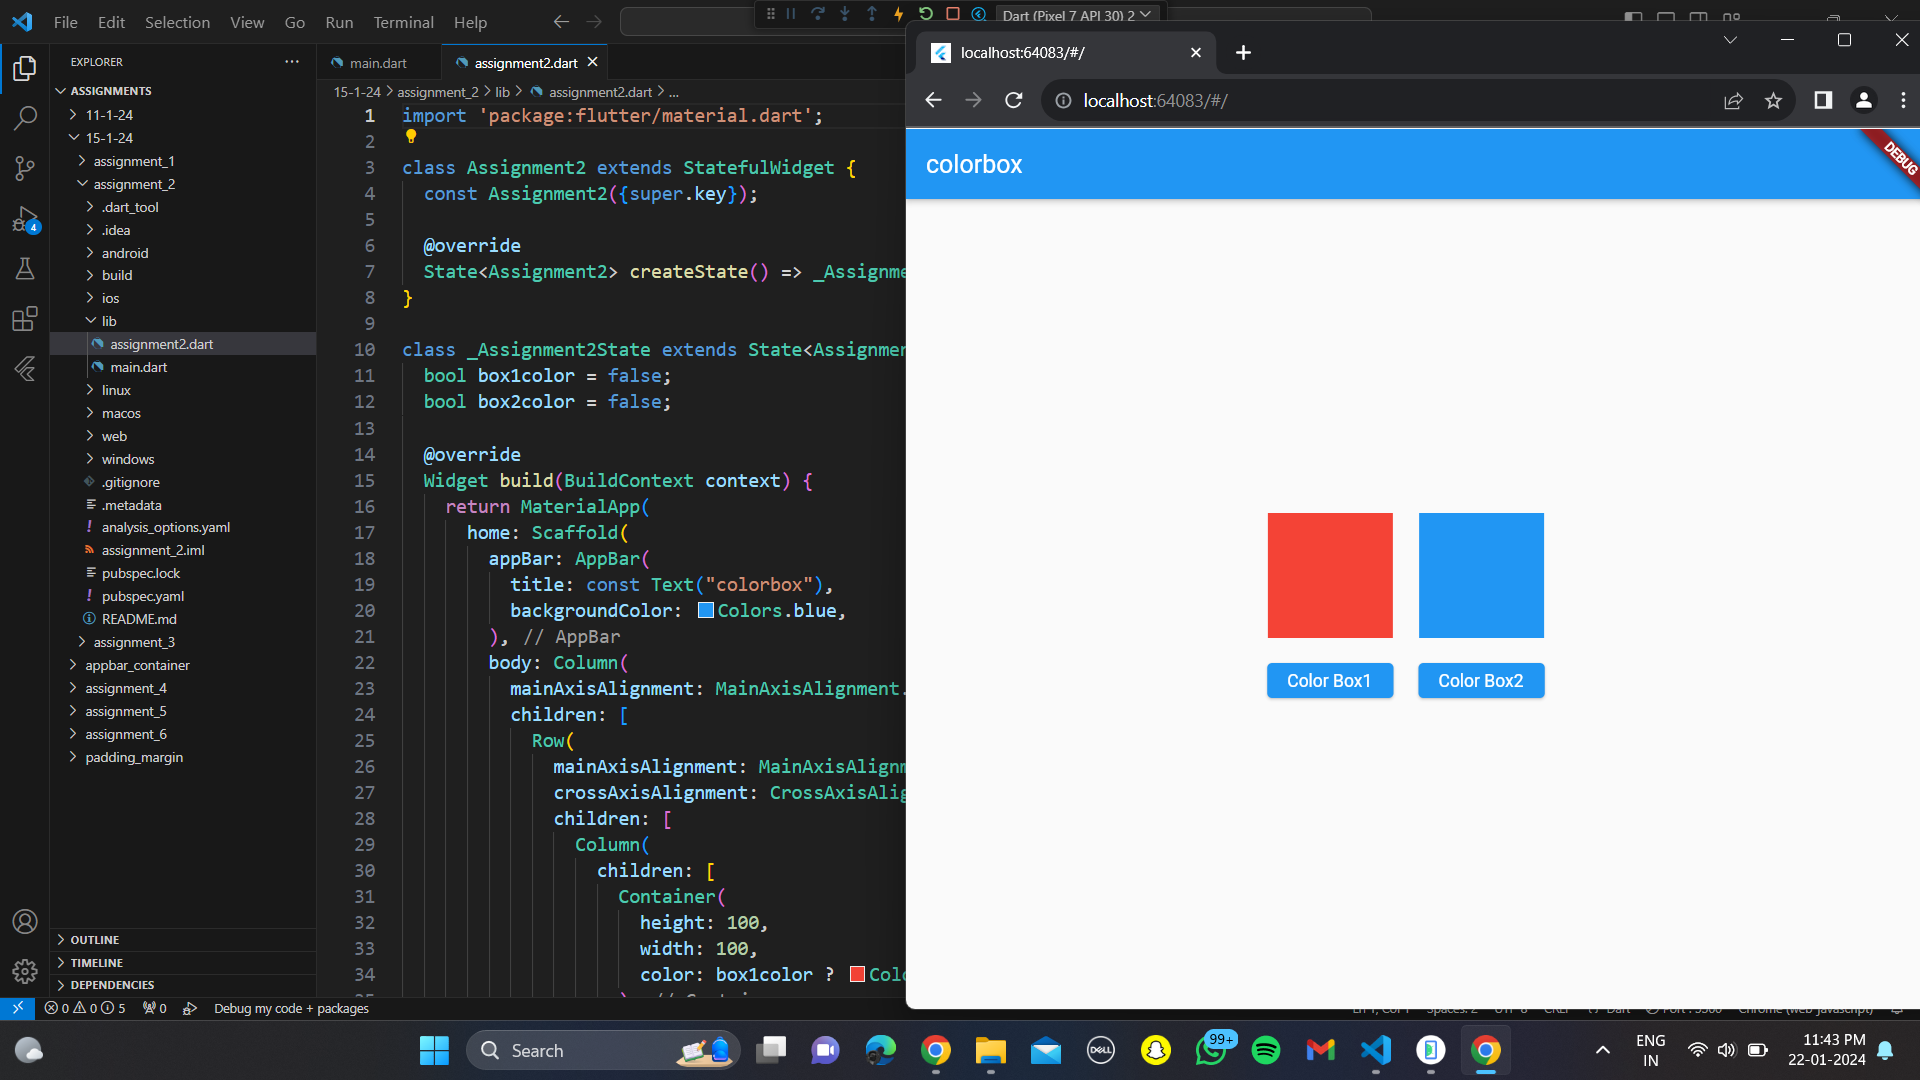 File Edit Selection View Go Run Terminal Help
Dart (Pixel 7 API 30) 2
EXPLORER
ASSIGNMENTS
11-1-24
15-1-24
assignment_1
assignment_2
.dart_tool
.idea
android
build
ios
lib
assignment2.dart
main.dart
linux
macos
web
windows
.gitignore
.metadata
analysis_options.yaml
assignment_2.iml
pubspec.lock
pubspec.yaml
README.md
assignment_3
appbar_container
assignment_4
assignment_5
assignment_6
padding_margin
OUTLINE
TIMELINE
DEPENDENCIES
4
main.dart assignment2.dart
15-1-24 > assignment_2 > lib > assignment2.dart > ...
1 import 'package:flutter/material.dart';
2
3 class Assignment2 extends StatefulWidget {
4 const Assignment2({super.key});
5
6 @override
7 State<Assignment2> createState() => _Assignme
8 }
9
10 class _Assignment2State extends State<Assignmen
11 bool box1color = false;
12 bool box2color = false;
13
14 @override
15 Widget build(BuildContext context) {
16 return MaterialApp(
17 home: Scaffold(
18 appBar: AppBar(
19 title: const Text("colorbox"),
20 backgroundColor: Colors.blue,
21 ), // AppBar
22 body: Column(
23 mainAxisAlignment: MainAxisAlignment.
24 children: [
25 Row(
26 mainAxisAlignment: MainAxisAlignm
27 crossAxisAlignment: CrossAxisAlig
28 children: [
29 Column(
30 children: [
31 Container(
32 height: 100,
33 width: 100,
34 color: box1color ? Colo
localhost:64083/#/
localhost:64083/#/
colorbox
DEBUG
Color Box1 Color Box2
0 0 5 0 Debug my code + packages
Search
DELL
99+
ENG
IN
11:43 PM
22-01-2024